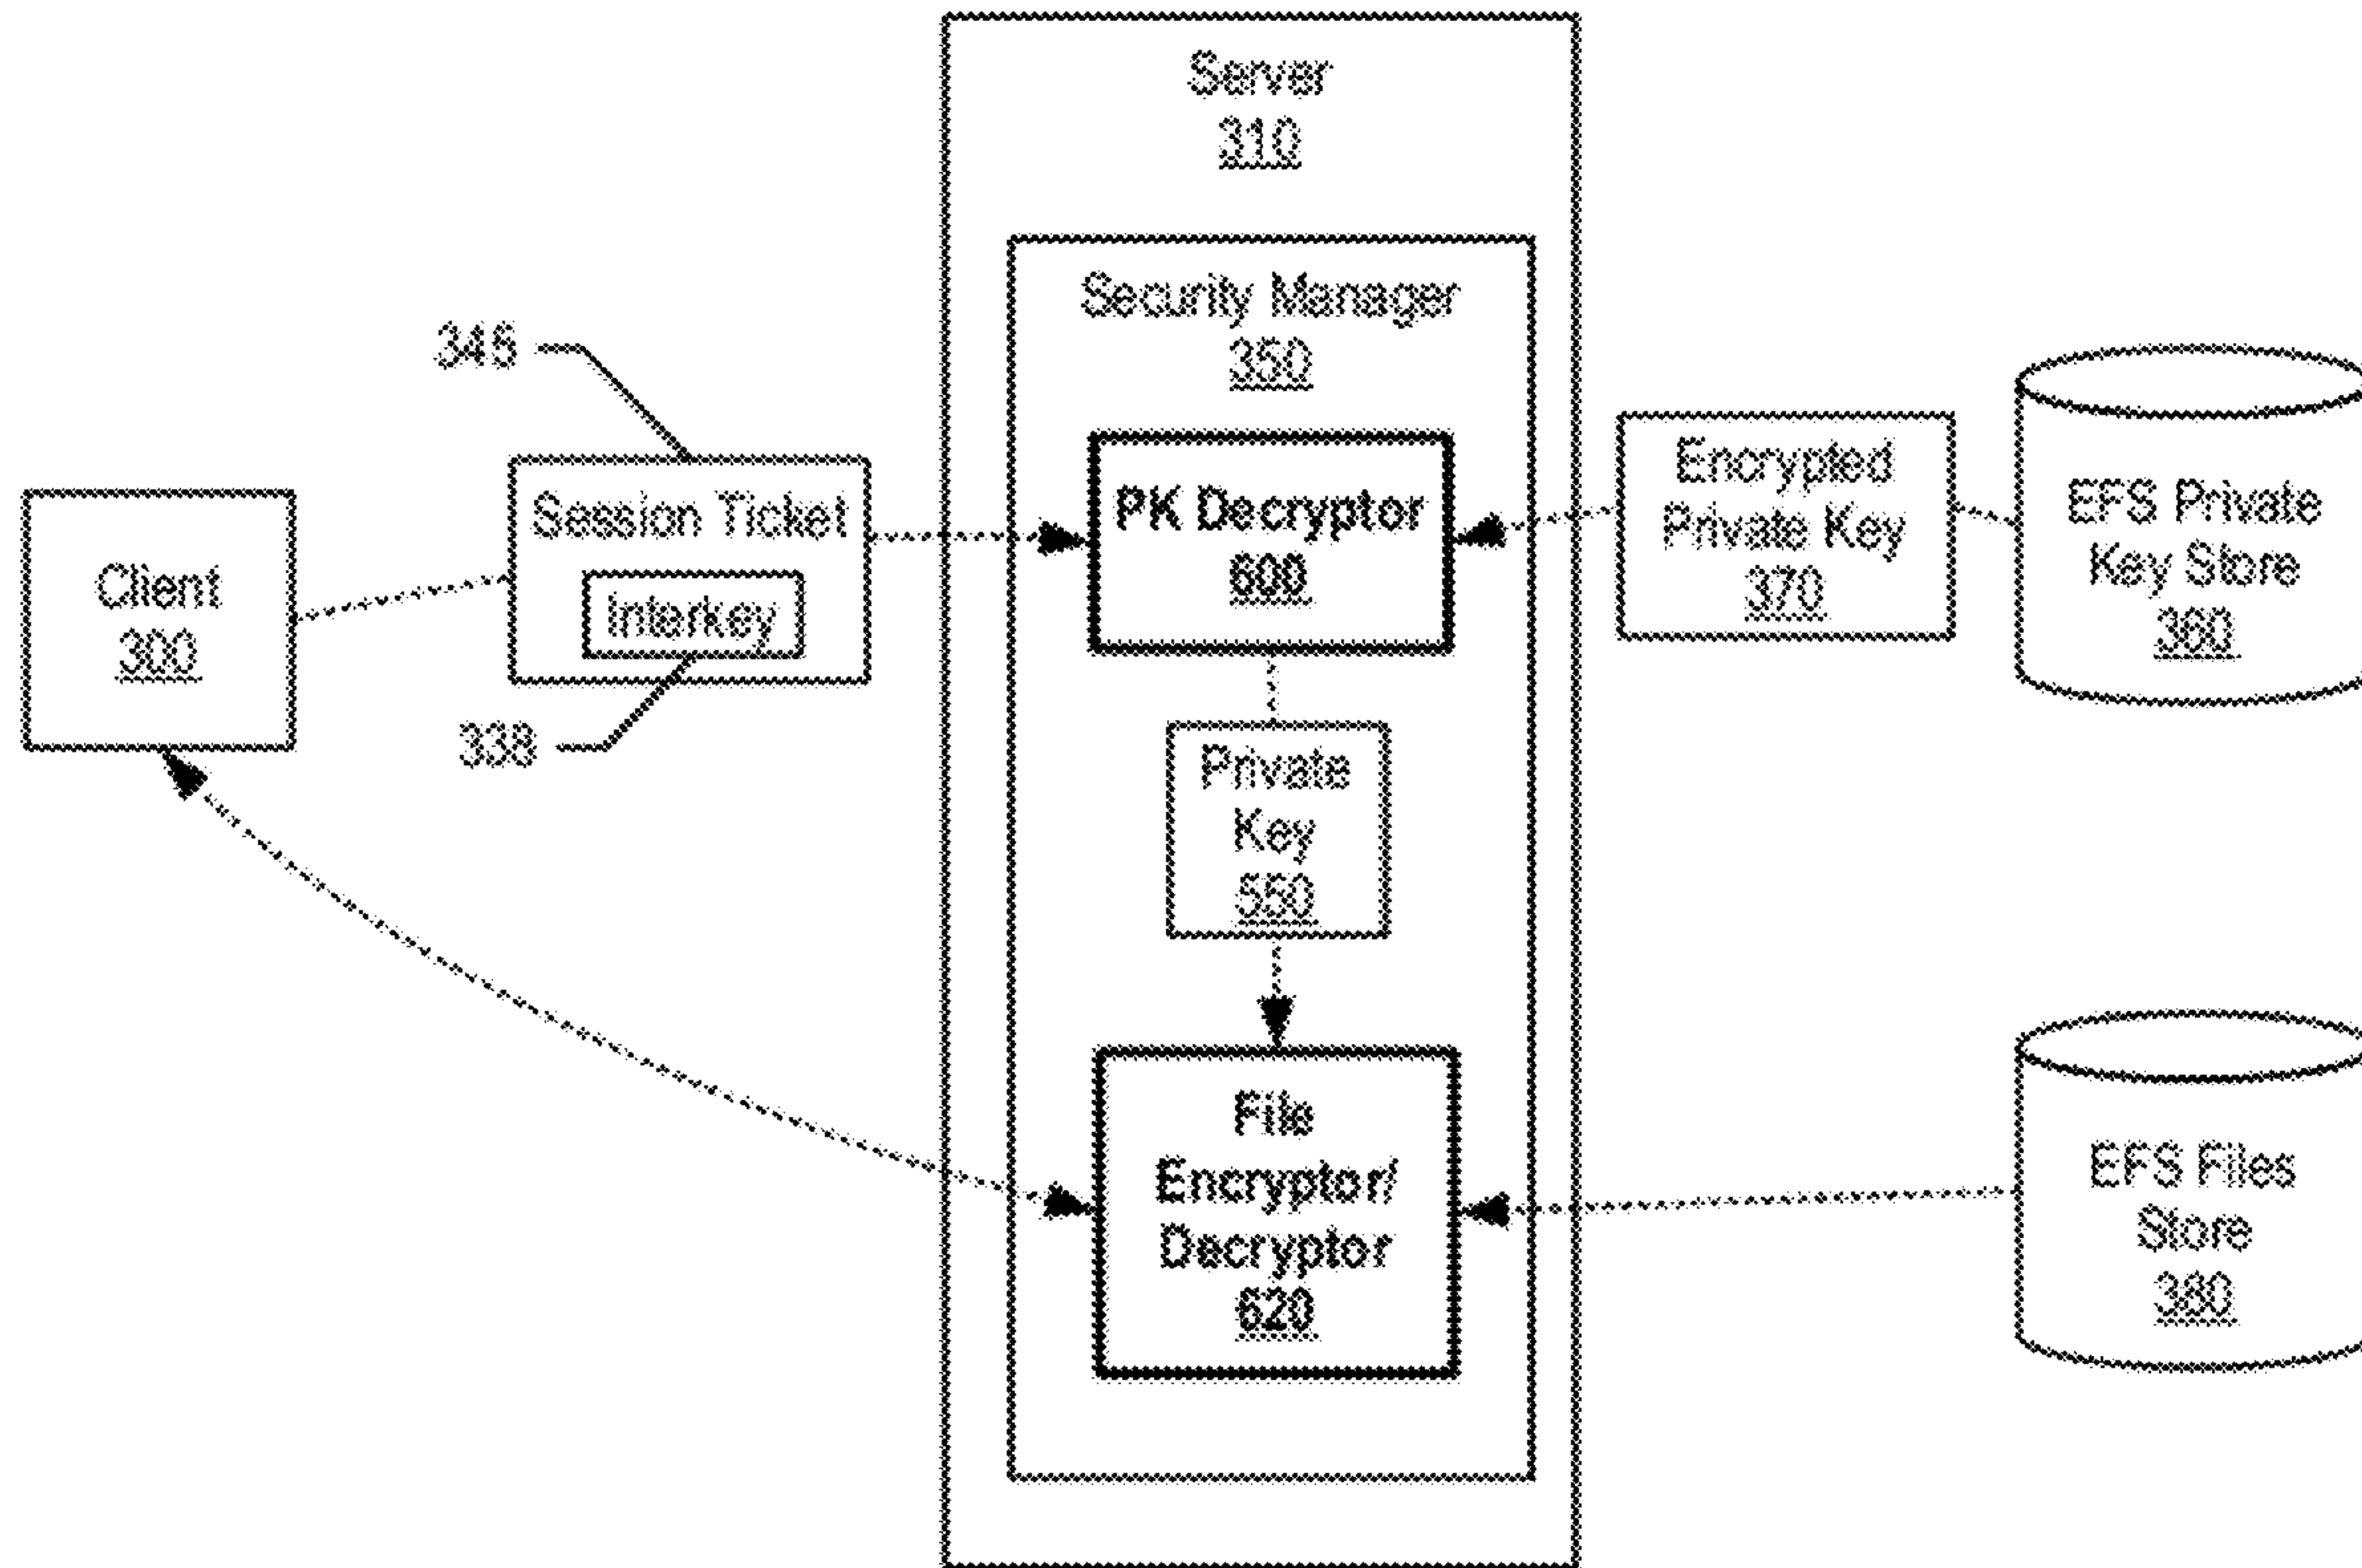 Server
310
Security Manager
350
345
Session Ticket
Interkey
338
Client
300
PK Decryptor
600
Encrypted
Private Key
370
EFS Private
Key Store
360
Private
Key
550
File
Encryptor/
Decryptor
620
EFS Files
Store
380